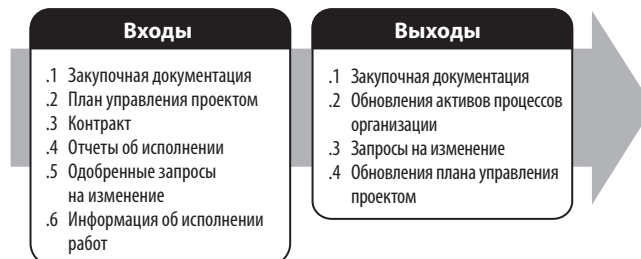 Входы
.1 Закупочная документация
.2 План управления проектом
.3 Контракт
.4 Отчеты об исполнении
.5 Одобренные запросы
на изменение
.6 Информация об исполнении
работ
Выходы
.1 Закупочная документация
.2 Обновления активов процессов
организации
.3 Запросы на изменение
.4 Обновления плана управления
проектом